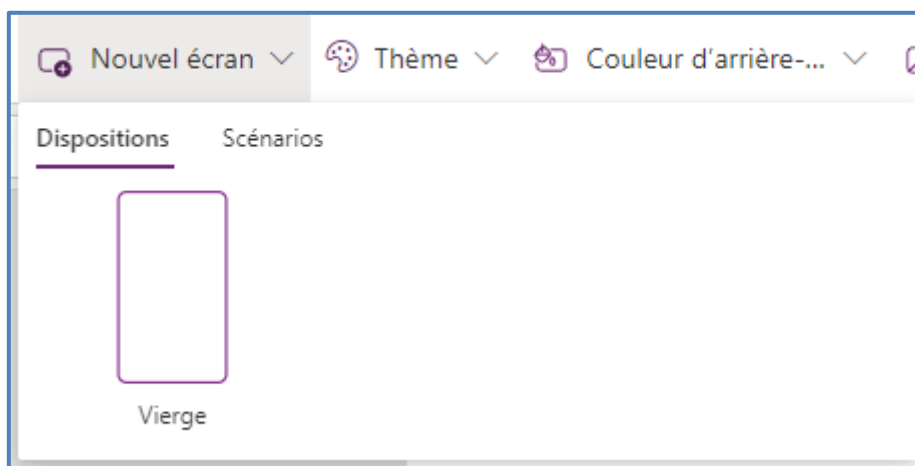 Nouvel écran Thème Couleur d'arrière-...
Dispositions Scénarios
Vierge